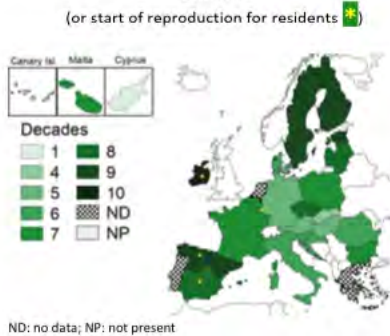 (or start of reproduction for residents *)
Canary Isl. Malta Cyprus
Decades
1 8
4 9
5 10
6 ND
7 NP
ND: no data; NP: not present